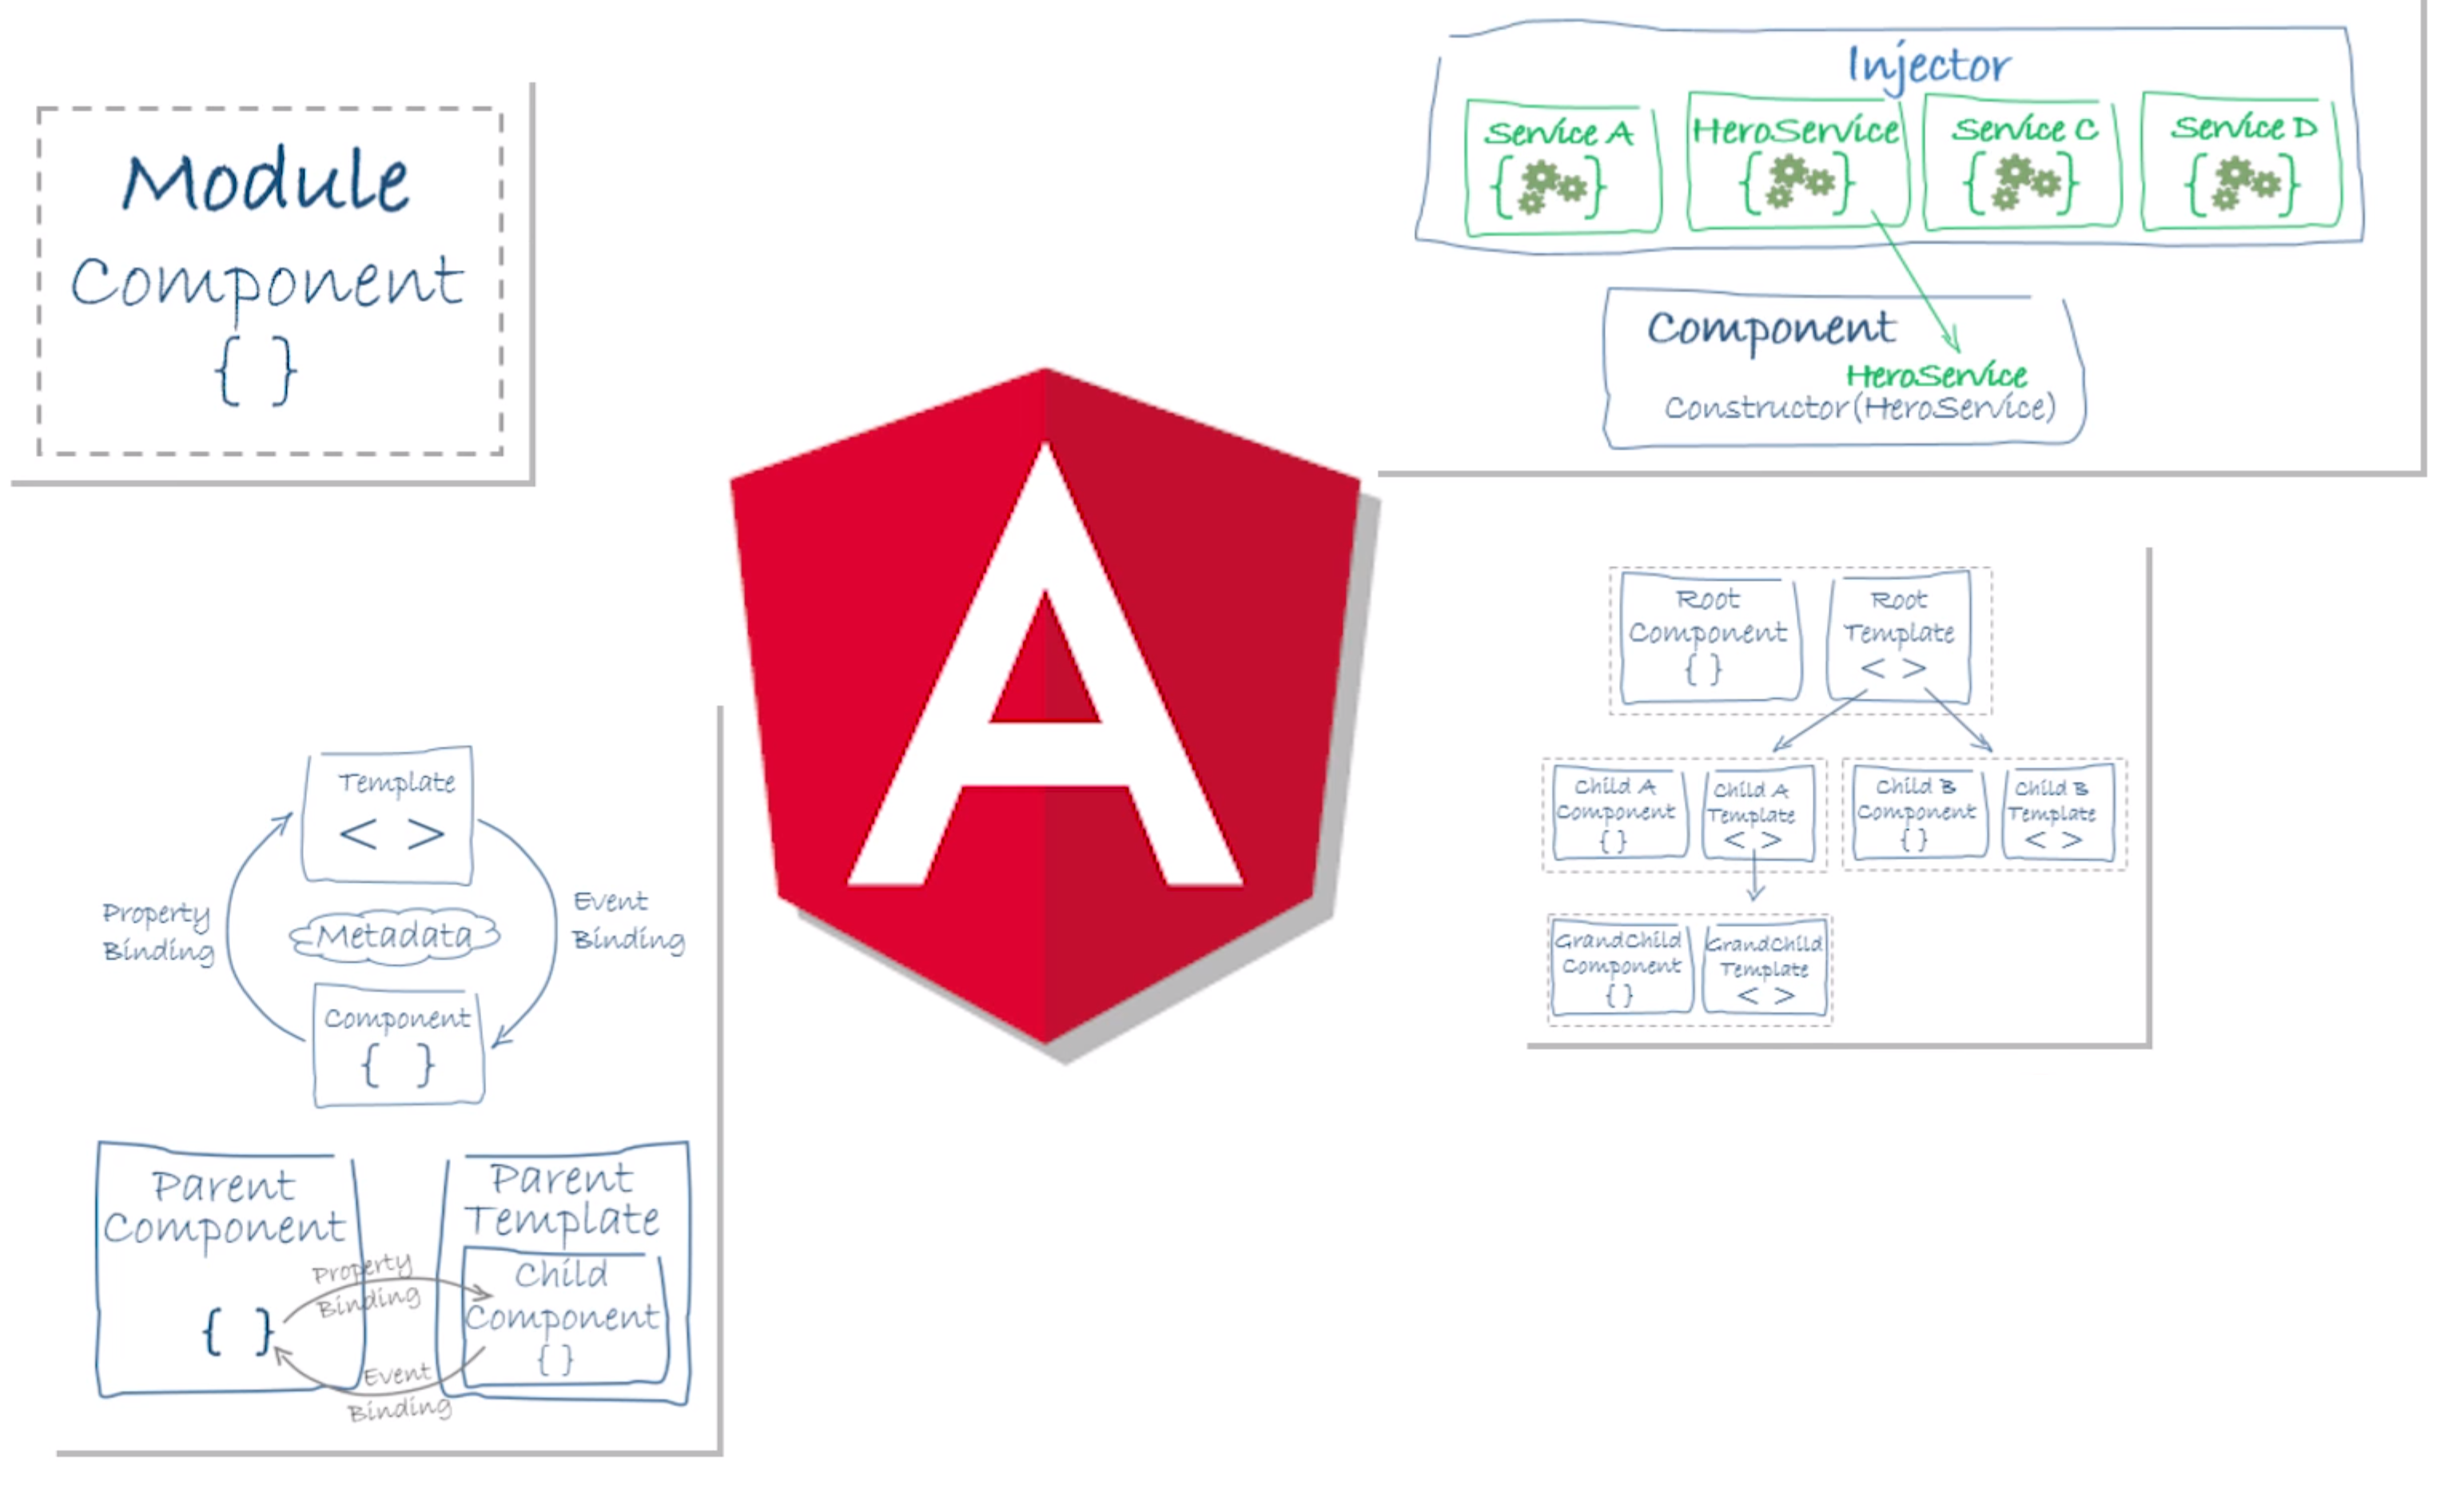 Module
Component
{ }
Injector
Service A
{ }
HeroService
{ }
Service C
{ }
Service D
{ }
Component
HeroService
Constructor(HeroService)
A
Root
Component
{ }
Root
Template
< >
Child A
Component
{ }
Child A
Template
< >
Child B
Component
{ }
Child B
Template
< >
GrandChild
Component
{ }
GrandChild
Template
< >
Template
< >
Property
Binding
Metadata
Event
Binding
Component
{ }
Parent
Component
{ }
Property
Binding
Event
Binding
Parent
Template
Child
Component
{ }